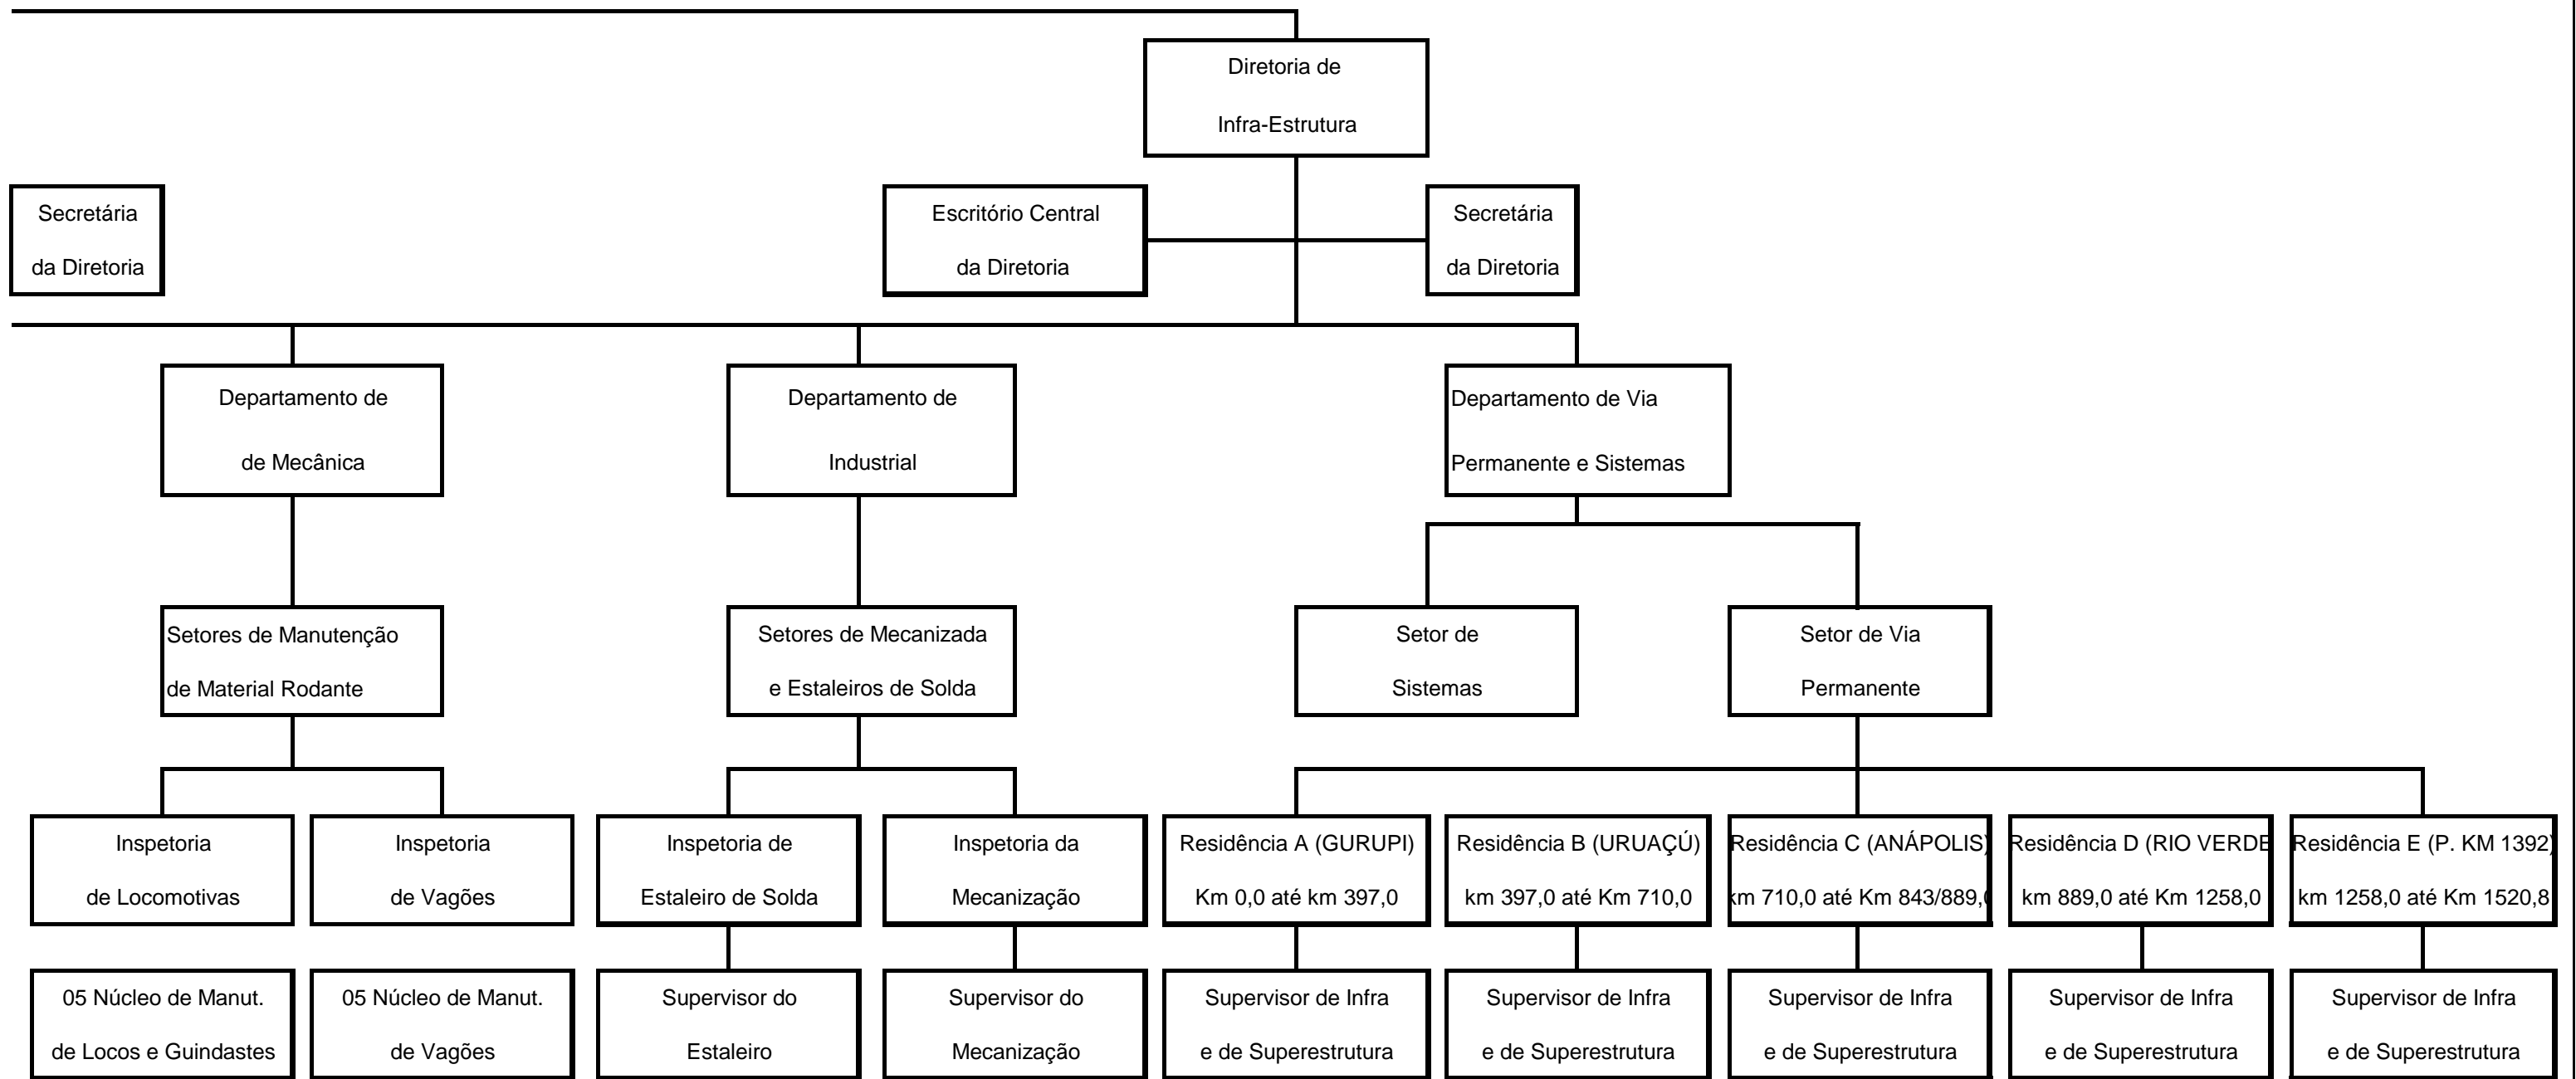 Diretoria de
Infra-Estrutura
Secretária
da Diretoria
Escritório Central
da Diretoria
Secretária
da Diretoria
Departamento de
de Mecânica
Departamento de
Industrial
Departamento de Via
Permanente e Sistemas
Setores de Manutenção
de Material Rodante
Setores de Mecanizada
e Estaleiros de Solda
Setor de
Sistemas
Setor de Via
Permanente
Inspetoria
de Locomotivas
Inspetoria
de Vagões
Inspetoria de
Estaleiro de Solda
Inspetoria da
Mecanização
Residência A (GURUPI)
Km 0,0 até km 397,0
Residência B (URUAÇÚ)
km 397,0 até Km 710,0
Residência C (ANÁPOLIS)
km 710,0 até Km 843/889,0
Residência D (RIO VERDE
km 889,0 até Km 1258,0
Residência E (P. KM 1392)
km 1258,0 até Km 1520,8
05 Núcleo de Manut.
de Locos e Guindastes
05 Núcleo de Manut.
de Vagões
Supervisor do
Estaleiro
Supervisor do
Mecanização
Supervisor de Infra
e de Superestrutura
Supervisor de Infra
e de Superestrutura
Supervisor de Infra
e de Superestrutura
Supervisor de Infra
e de Superestrutura
Supervisor de Infra
e de Superestrutura